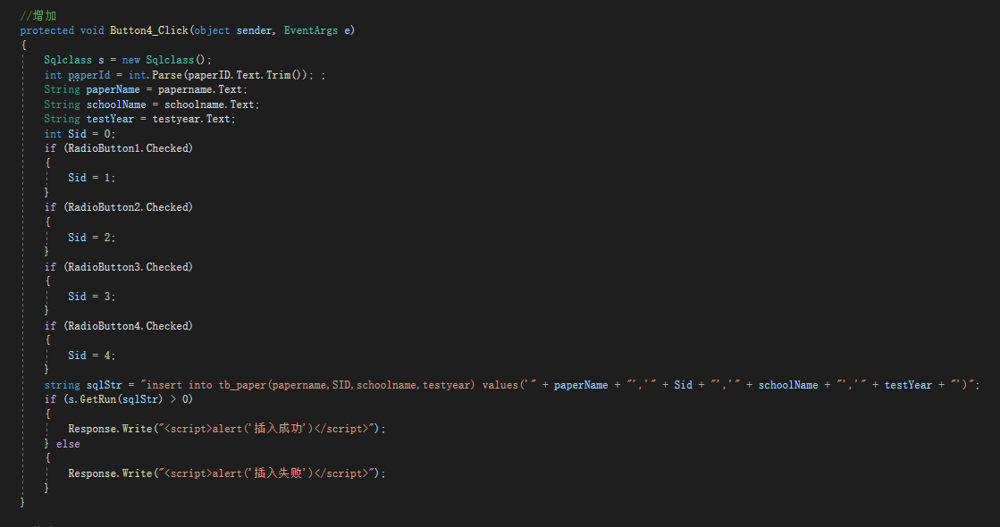 //增加
protected void Button4_Click(object sender, EventArgs e)
{
Sqlclass s = new Sqlclass();
int paperId = int.Parse(paperID.Text.Trim()); ;
String paperName = papername.Text;
String schoolName = schoolname.Text;
String testYear = testyear.Text;
int Sid = 0;
if (RadioButton1.Checked)
{
Sid = 1;
}
if (RadioButton2.Checked)
{
Sid = 2;
}
if (RadioButton3.Checked)
{
Sid = 3;
}
if (RadioButton4.Checked)
{
Sid = 4;
}
string sqlStr = "insert into tb_paper(papername,SID,schoolname,testyear) values('" + paperName + "','" + Sid + "','" + schoolName + "','" + testYear + "')";
if (s.GetRun(sqlStr) > 0)
{
Response.Write("<script>alert('插入成功')</script>");
} else
{
Response.Write("<script>alert('插入失败')</script>");
}
}